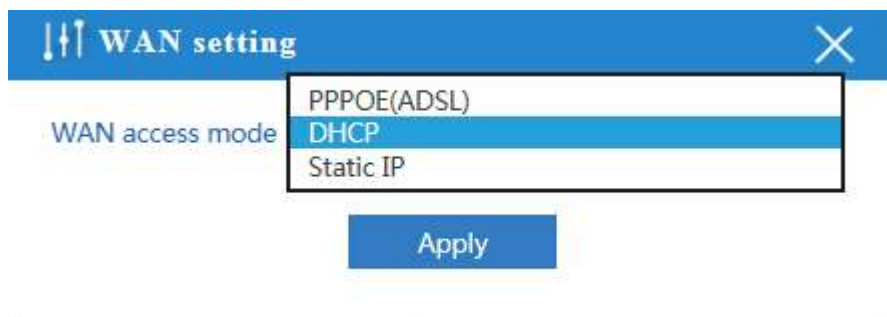 WAN setting
PPPOE(ADSL)
WAN access mode DHCP
Static IP
Apply